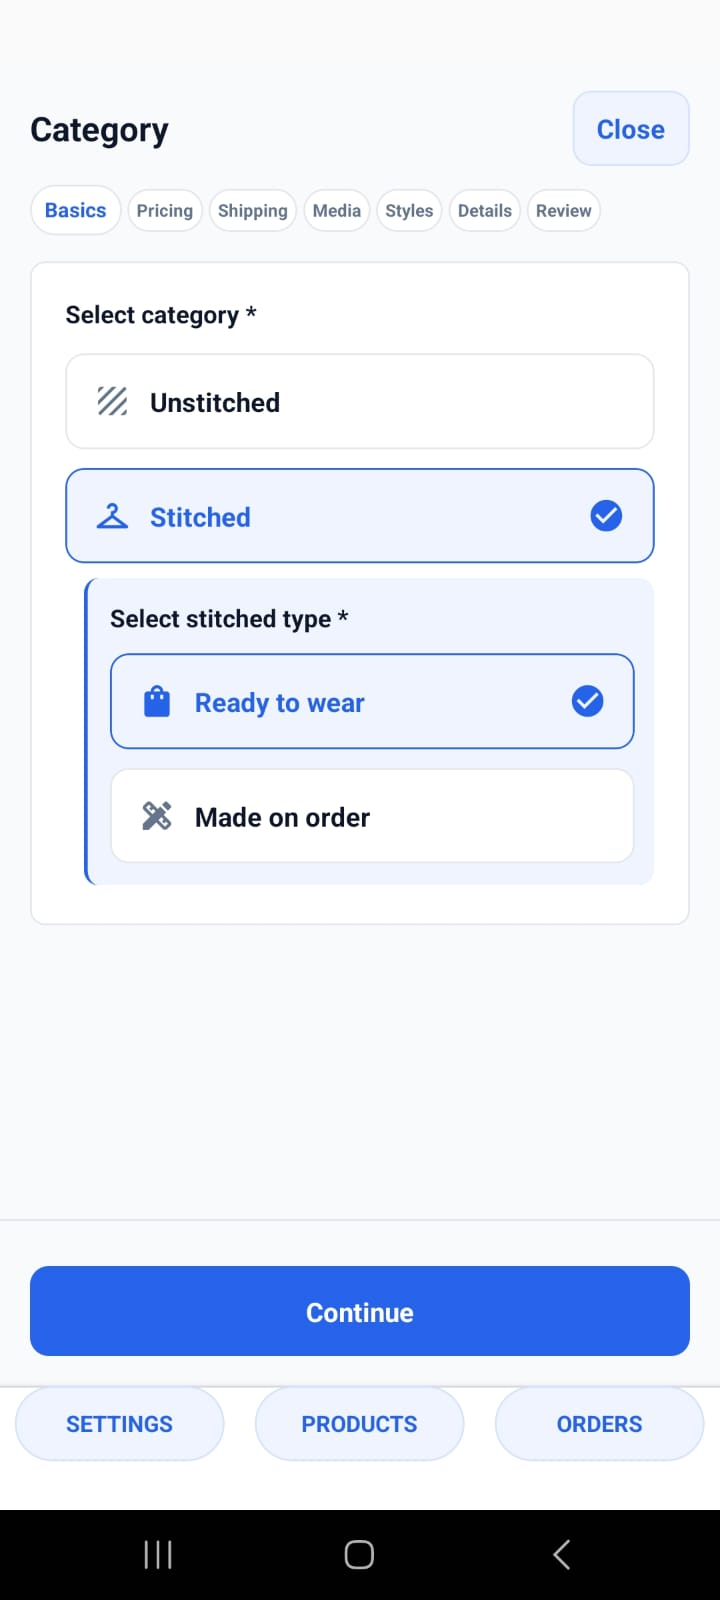 Category
Close
Basics Pricing Shipping Media Styles Details Review
Select category *
Unstitched
Stitched
Select stitched type *
Ready to wear
Made on order
Continue
SETTINGS PRODUCTS ORDERS